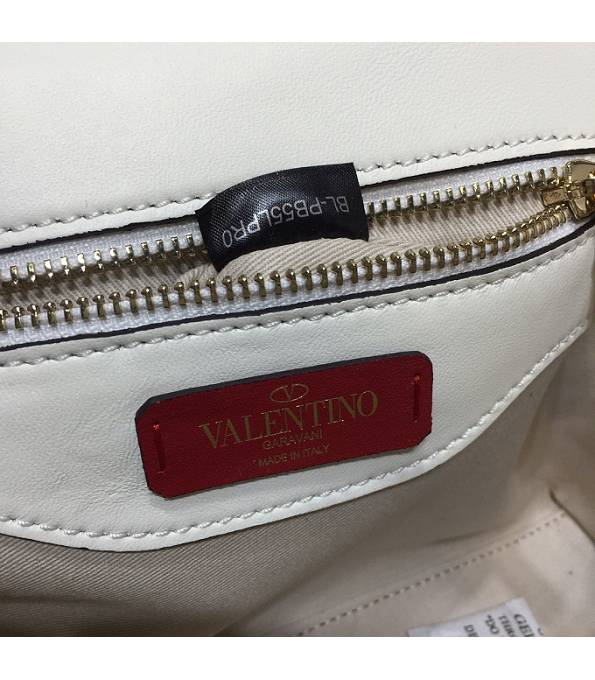 BL-PB55LPR0
V
VALENTINO
GARAVANI
MADE IN ITALY